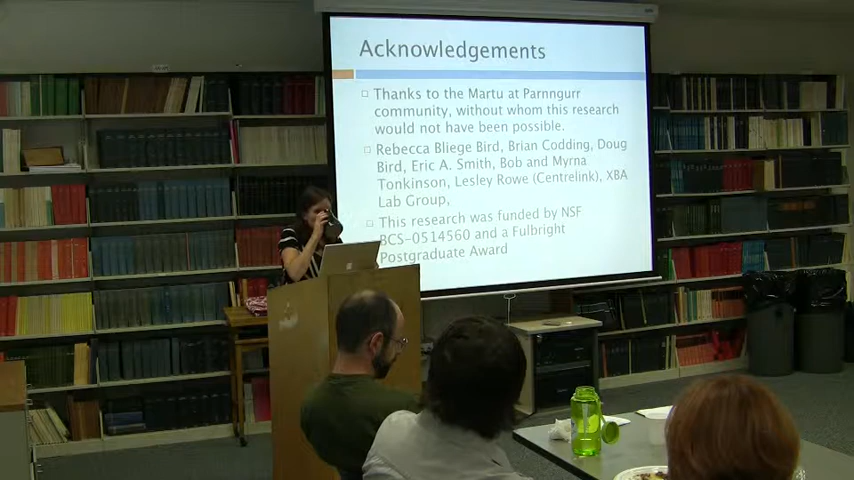 Acknowledgements
Thanks to the Martu at Parnngurr
community, without whom this research
would not have been possible.
Rebecca Bliege Bird, Brian Codding, Doug
Bird, Eric A. Smith, Bob and Myrna
Tonkinson, Lesley Rowe (Centrelink), X8A
Lab Group,
This research was funded by NSF
BCS-0514560 and a Fulbright
Postgraduate Award